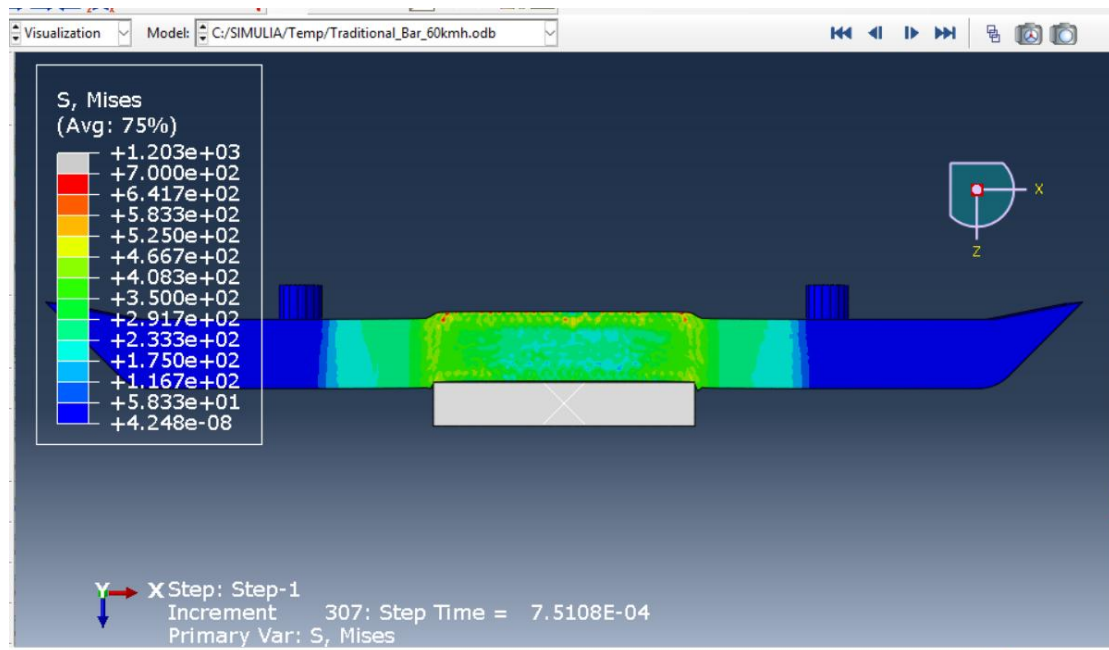 Visualization Model: C:/SIMULIA/Temp/Traditional_Bar_60kmh.odb
S, Mises
(Avg: 75%)
+1.203e+03
+7.000e+02
+6.417e+02
+5.833e+02
+5.250e+02
+4.667e+02
+4.083e+02
+3.500e+02
+2.917e+02
+2.333e+02
+1.750e+02
+1.167e+02
+5.833e+01
+4.248e-08
X
Z
Y X Step: Step-1
Increment 307: Step Time = 7.5108E-04
Primary Var: S, Mises